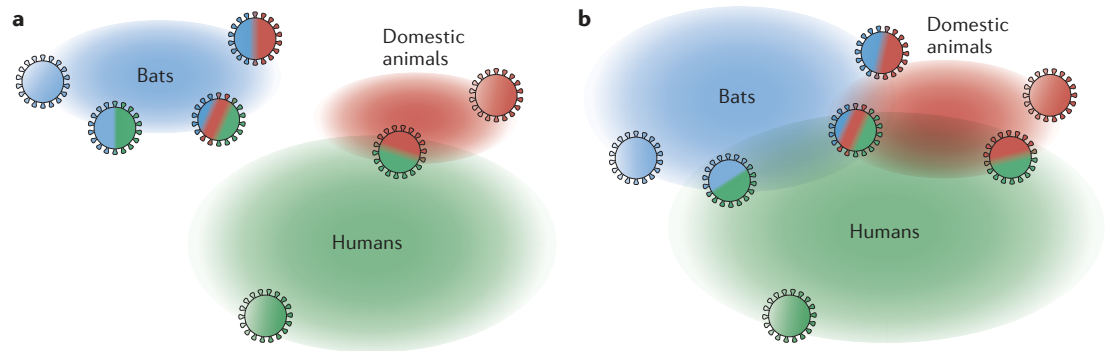 a
Bats
Domestic
animals
Humans
b
Bats
Domestic
animals
Humans